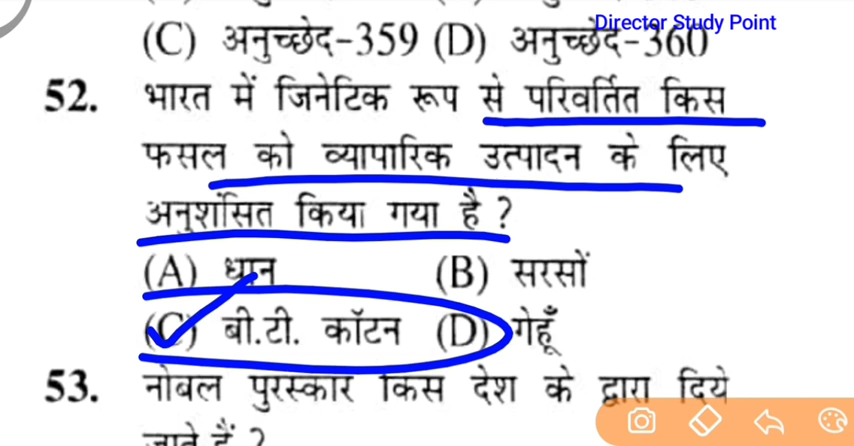 Director Study Point
(C) अनुच्छेद-359 (D) अनुच्छेद-360
52. भारत में जिनेटिक रूप से परिवर्तित किस
फसल को व्यापारिक उत्पादन के लिए
अनुशंसित किया गया है ?
(A) धान (B) सरसों
(C) बी.टी. कॉटन (D) गेहूँ
53. नोबल पुरस्कार किस देश के द्वारा दिये
जाते हैं ?